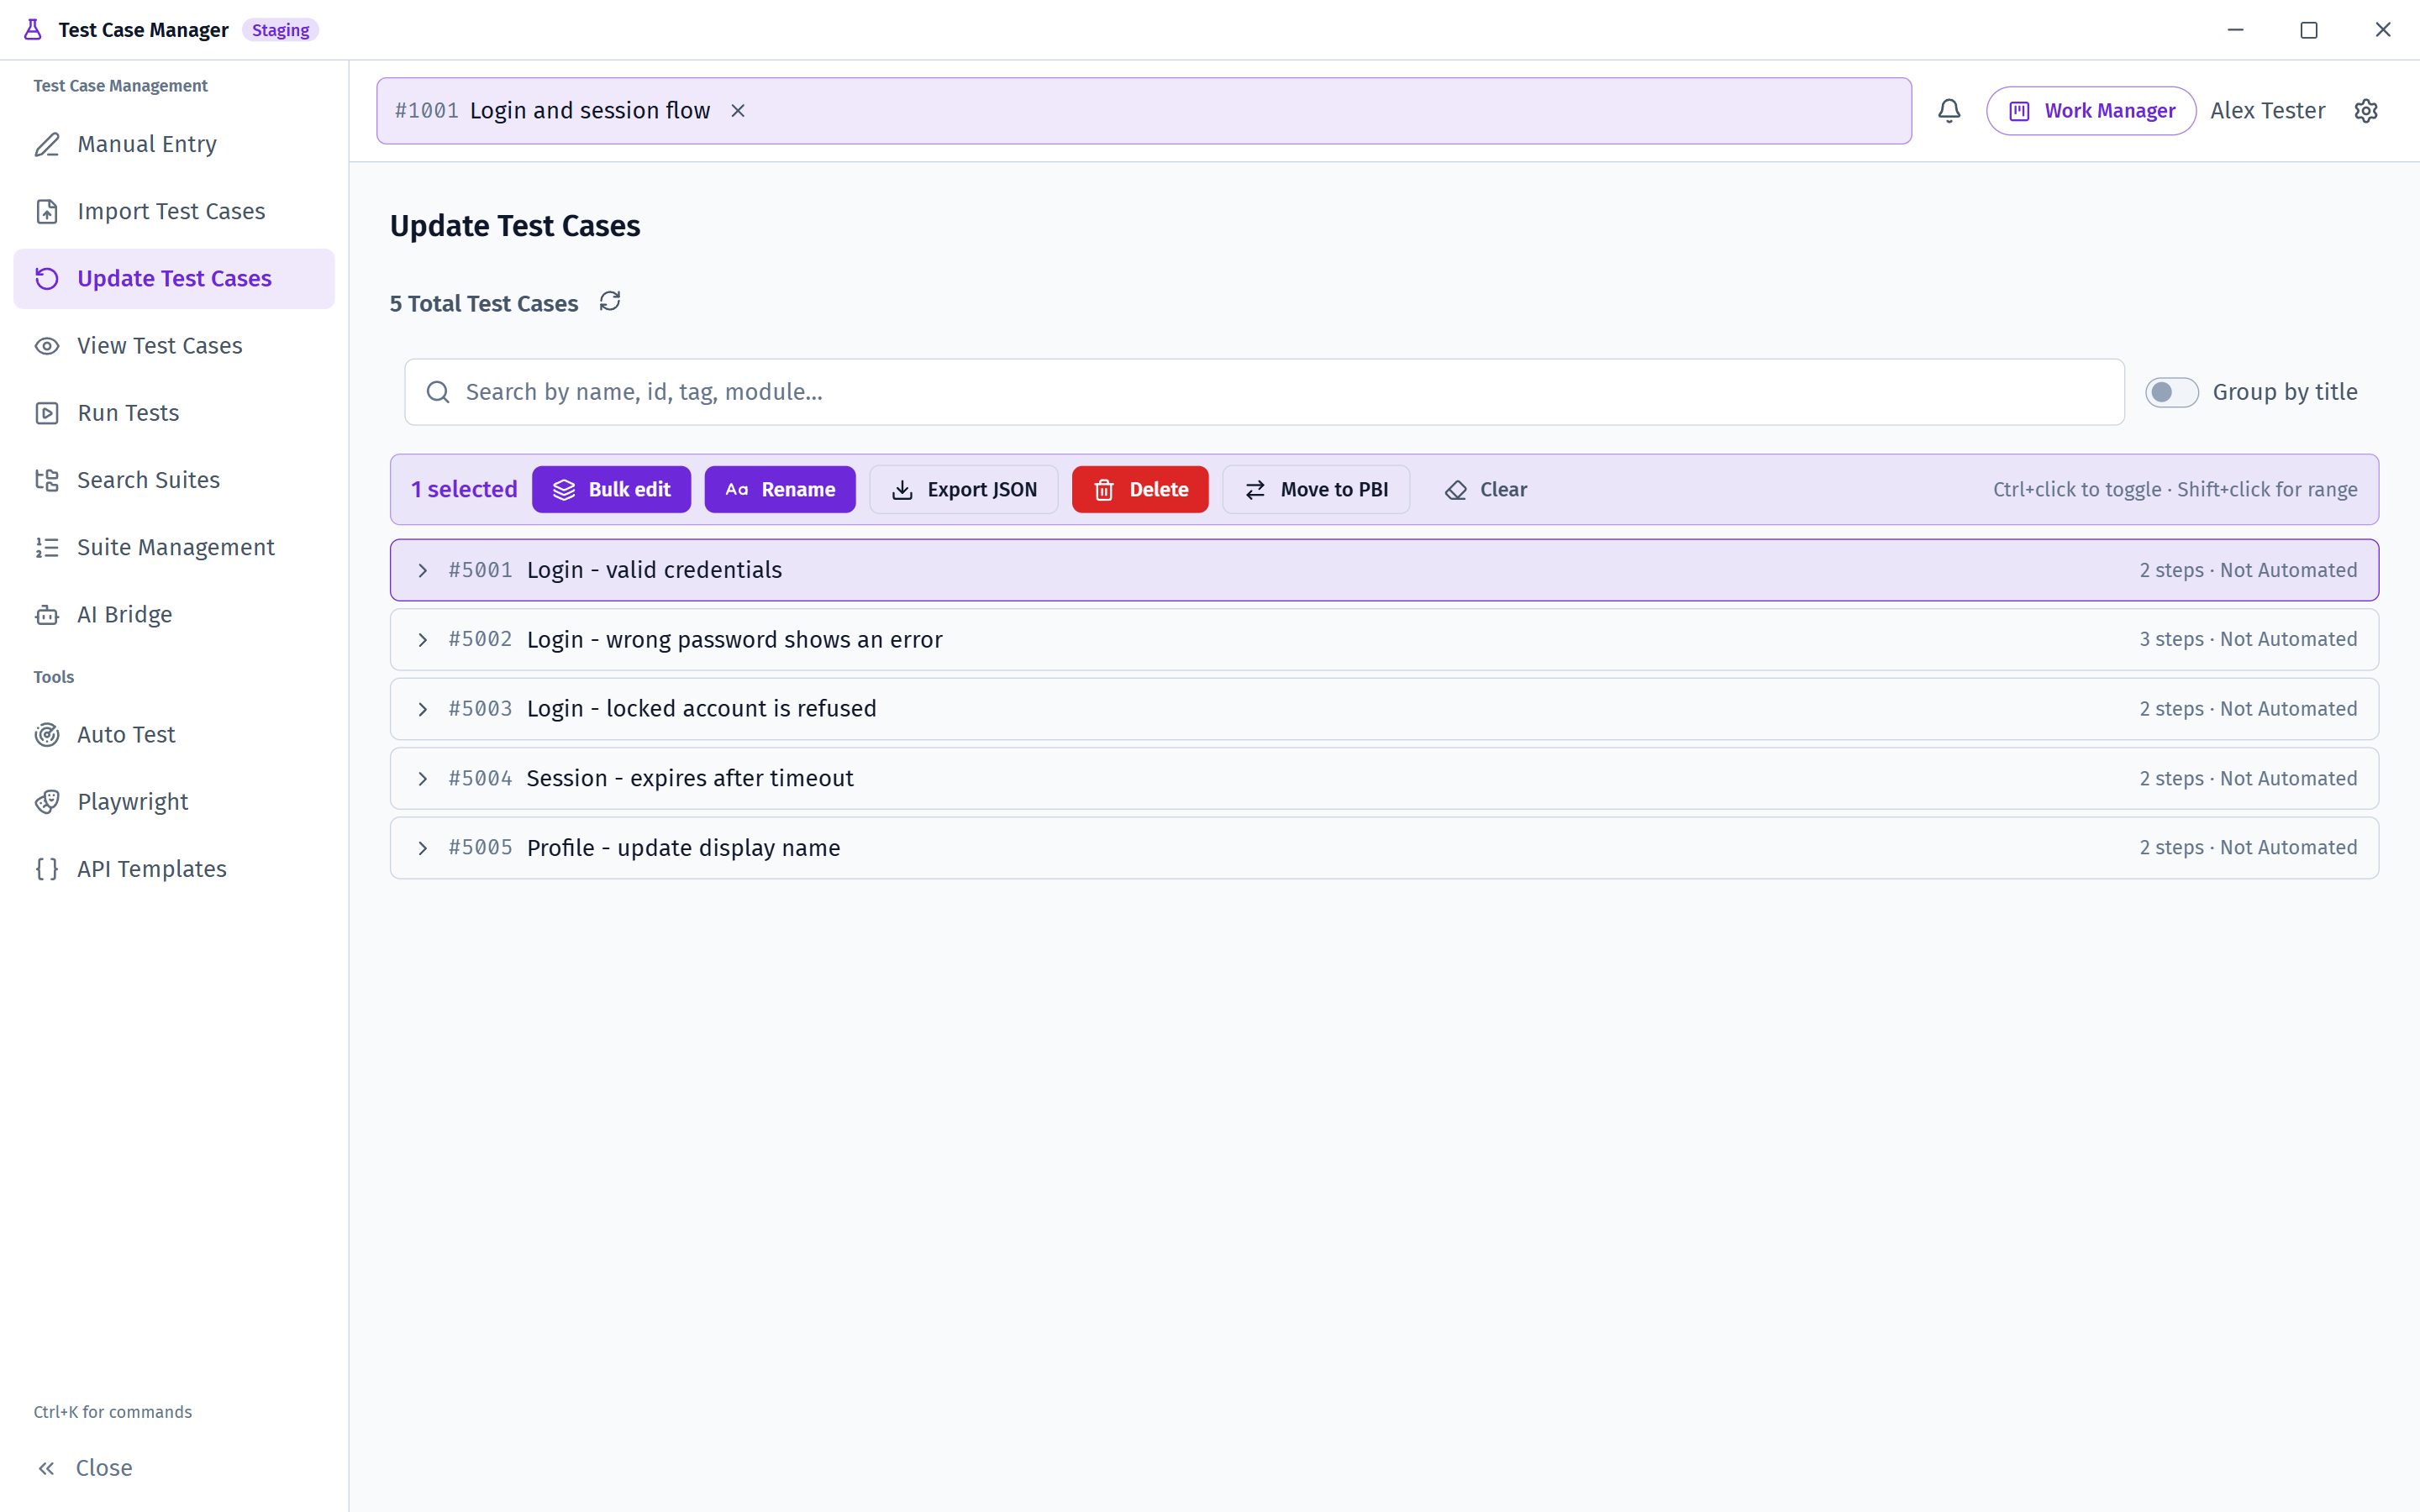 Test Case Manager Staging
Test Case Management
Manual Entry
Import Test Cases
Update Test Cases
View Test Cases
Run Tests
Search Suites
Suite Management
AI Bridge
Tools
Auto Test
Playwright
API Templates
Ctrl+K for commands
Close
#1001 Login and session flow
Work Manager Alex Tester
Update Test Cases
5 Total Test Cases
Search by name, id, tag, module...
Group by title
1 selected Bulk edit Aa Rename Export JSON Delete Move to PBI Clear Ctrl+click to toggle · Shift+click for range
#5001 Login - valid credentials 2 steps · Not Automated
#5002 Login - wrong password shows an error 3 steps · Not Automated
#5003 Login - locked account is refused 2 steps · Not Automated
#5004 Session - expires after timeout 2 steps · Not Automated
#5005 Profile - update display name 2 steps · Not Automated